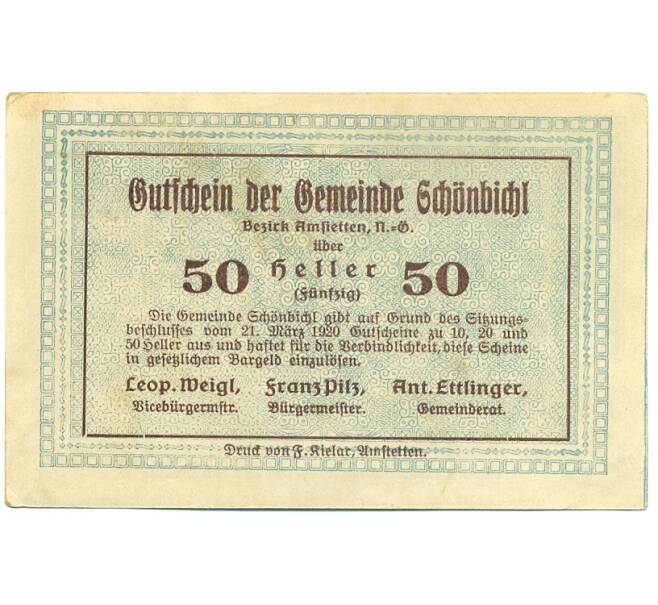 Gutschein der Gemeinde Schönbichl
Bezirk Amstetten, N.-Ö.
über
50 Heller 50
(Fünfzig)
Die Gemeinde Schönbichl gibt auf Grund des Sitzungs-
beschlusses vom 21. März 1920 Gutscheine zu 10, 20 und
50 Heller aus und haftet für die Verbindlichkeit, diese Scheine
in gesetzlichem Bargeld einzulösen.
Leop. Weigl, Franz Pilz, Ant. Ettlinger,
Vicebürgermstr. Bürgermeister. Gemeinderat.
Druck von F. Kielar, Amstetten.